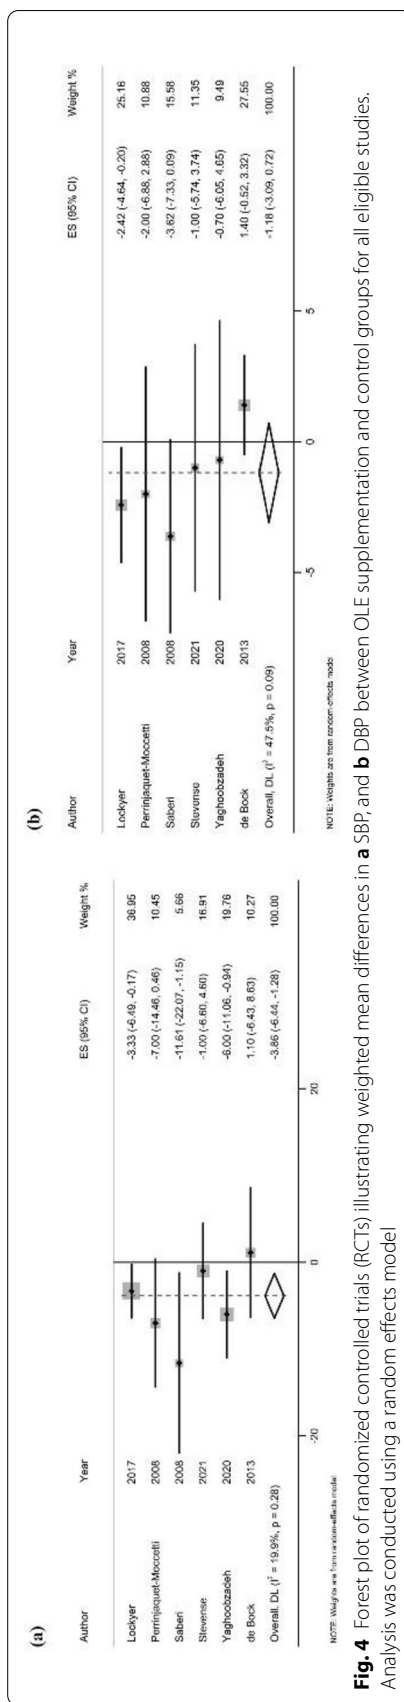 (a)
Author Year ES (95% CI) Weight %
Lockyer 2017 -3.33 (-6.49, -0.17) 36.95
Perrinjaquet-Moccetti 2008 -7.00 (-14.46, 0.46) 10.45
Saberi 2008 -11.61 (-22.07, -1.15) 5.66
Stevense 2021 -1.00 (-6.60, 4.60) 16.91
Yaghoobzadeh 2020 -6.00 (-11.06, -0.94) 19.76
de Bock 2013 1.10 (-6.43, 8.63) 10.27
Overall, DL (I² = 19.9%, p = 0.28) -3.86 (-6.44, -1.28) 100.00
-20 0 20
NOTE: Weights are from random-effects model
(b)
Author Year ES (95% CI) Weight %
Lockyer 2017 -2.42 (-4.64, -0.20) 25.16
Perrinjaquet-Moccetti 2008 -2.00 (-6.88, 2.88) 10.88
Saberi 2008 -3.62 (-7.33, 0.09) 15.58
Stevense 2021 -1.00 (-5.74, 3.74) 11.35
Yaghoobzadeh 2020 -0.70 (-6.05, 4.65) 9.49
de Bock 2013 1.40 (-0.52, 3.32) 27.55
Overall, DL (I² = 47.5%, p = 0.09) -1.18 (-3.09, 0.72) 100.00
-5 0 5
NOTE: Weights are from random-effects model
Fig. 4 Forest plot of randomized controlled trials (RCTs) illustrating weighted mean differences in a SBP, and b DBP between OLE supplementation and control groups for all eligible studies.
Analysis was conducted using a random effects model